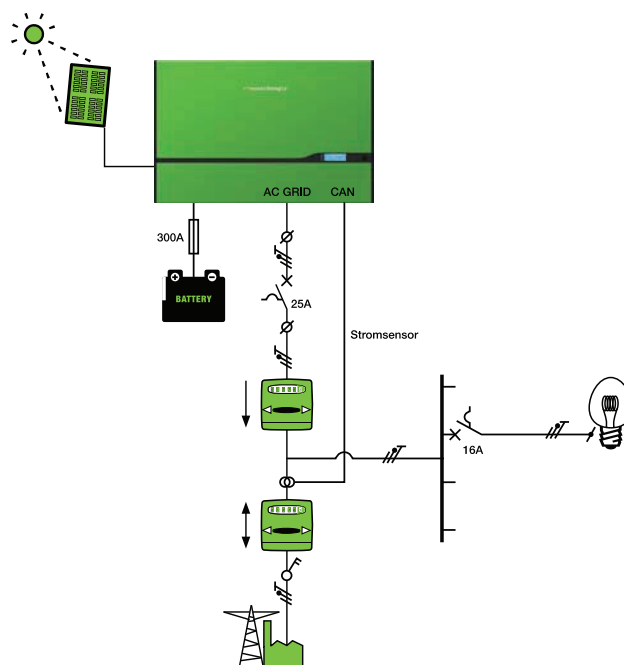 AC GRID CAN
300A
BATTERY
25A
Stromsensor
16A